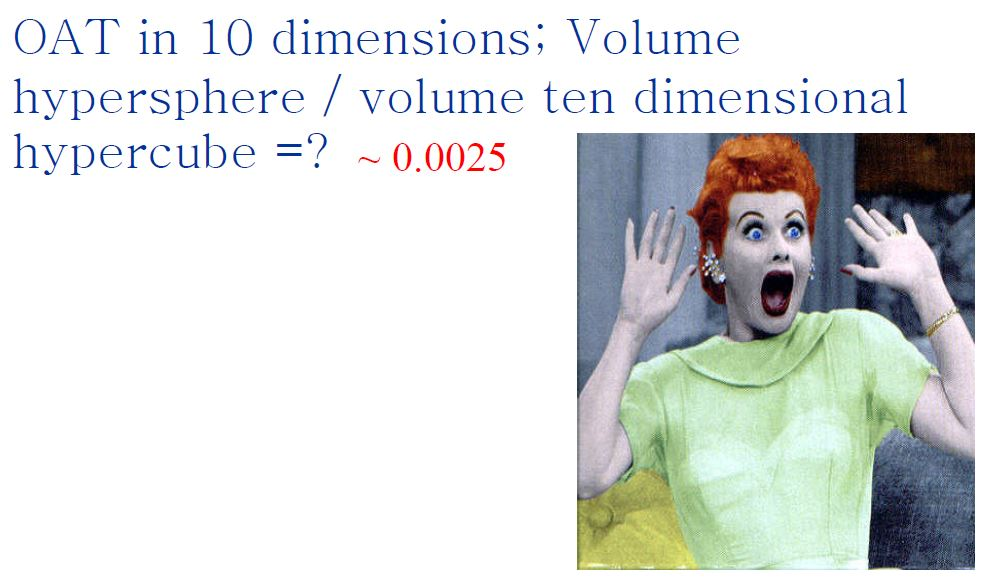 OAT in 10 dimensions; Volume
hypersphere / volume ten dimensional
hypercube =? ~ 0.0025